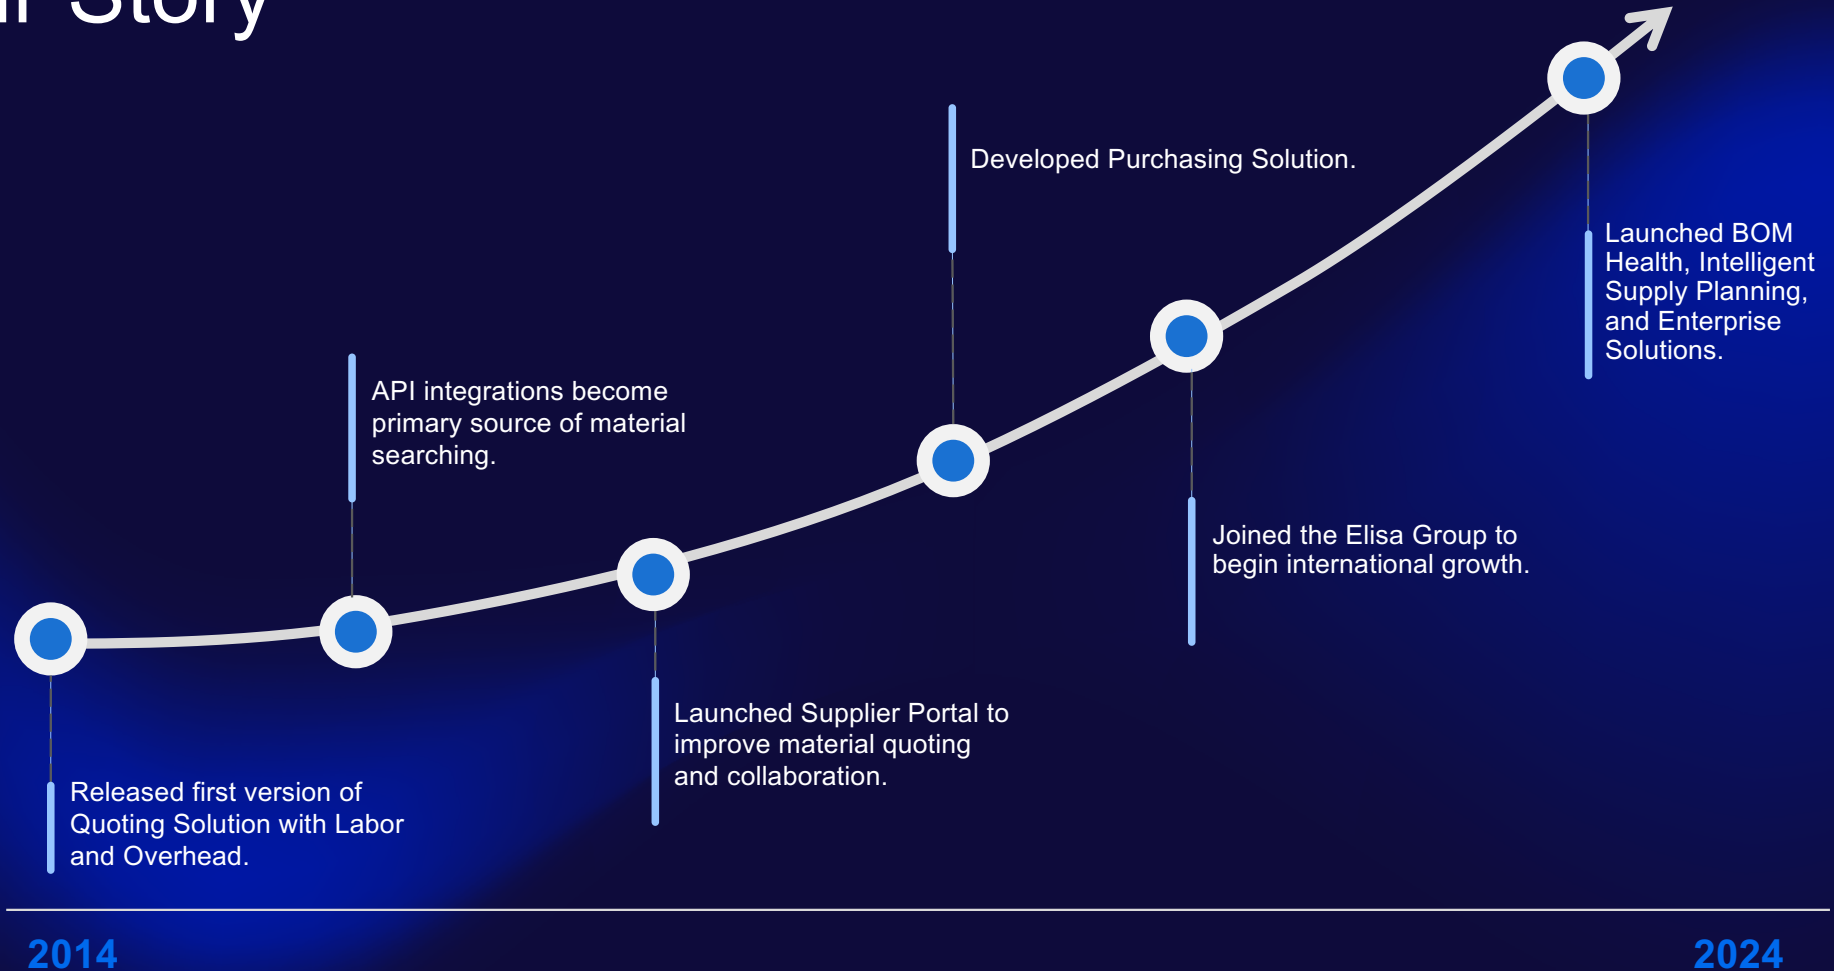 Story
Developed Purchasing Solution.
Launched BOM
Health, Intelligent
Supply Planning,
and Enterprise
Solutions.
API integrations become
primary source of material
searching.
Joined the Elisa Group to
begin international growth.
Launched Supplier Portal to
improve material quoting
and collaboration.
Released first version of
Quoting Solution with Labor
and Overhead.
2014
2024